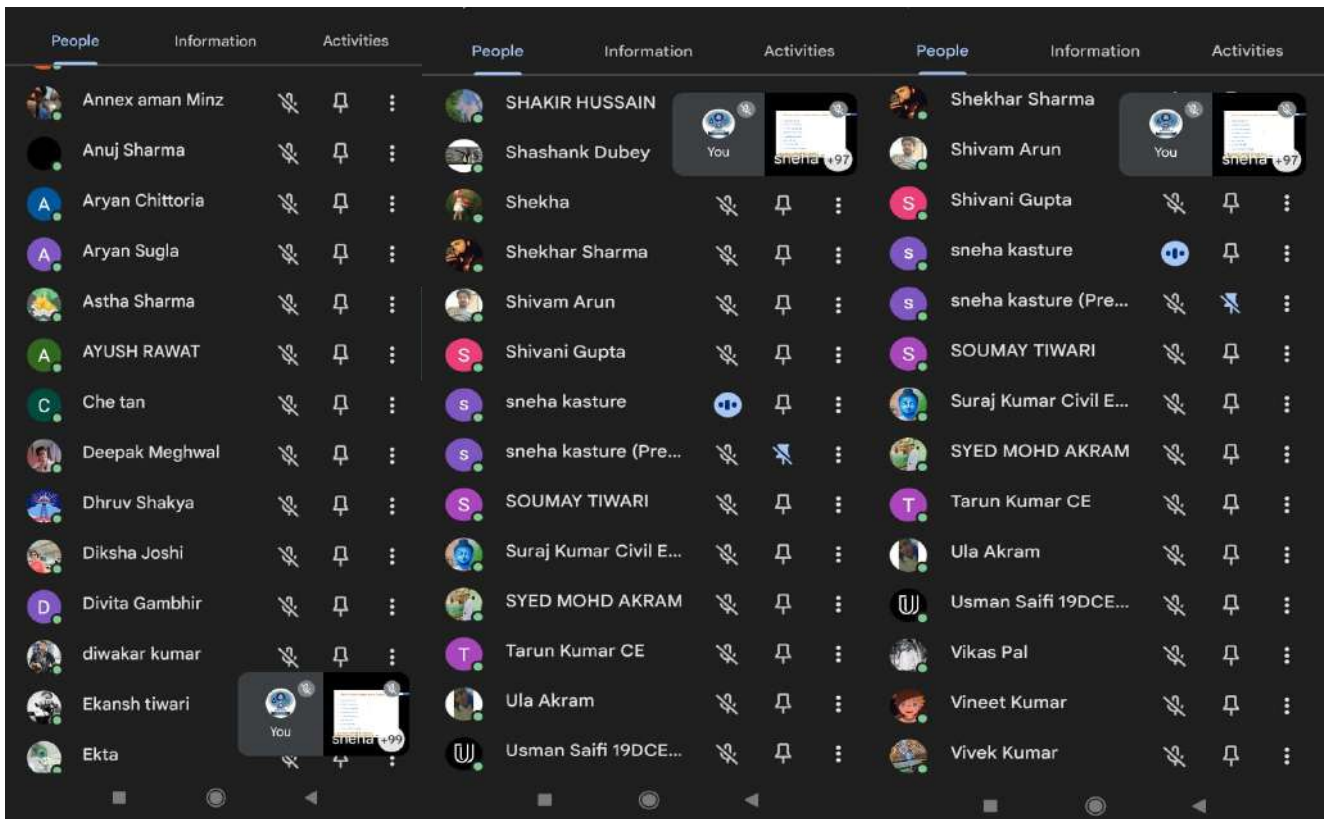 People Information Activities
Annex aman Minz
Anuj Sharma
A Aryan Chittoria
A Aryan Sugla
Astha Sharma
A AYUSH RAWAT
C Che tan
Deepak Meghwal
Dhruv Shakya
Diksha Joshi
D Divita Gambhir
diwakar kumar
Ekansh tiwari
You sneha +99
Ekta
People Information Activities
SHAKIR HUSSAIN
Shashank Dubey
You sneha +97
Shekha
Shekhar Sharma
Shivam Arun
S Shivani Gupta
s sneha kasture
s sneha kasture (Pre...
S SOUMAY TIWARI
Suraj Kumar Civil E...
SYED MOHD AKRAM
T Tarun Kumar CE
Ula Akram
Usman Saifi 19DCE...
People Information Activities
Shekhar Sharma
Shivam Arun
You sneha +97
S Shivani Gupta
s sneha kasture
s sneha kasture (Pre...
S SOUMAY TIWARI
Suraj Kumar Civil E...
SYED MOHD AKRAM
T Tarun Kumar CE
Ula Akram
Usman Saifi 19DCE...
Vikas Pal
Vineet Kumar
Vivek Kumar